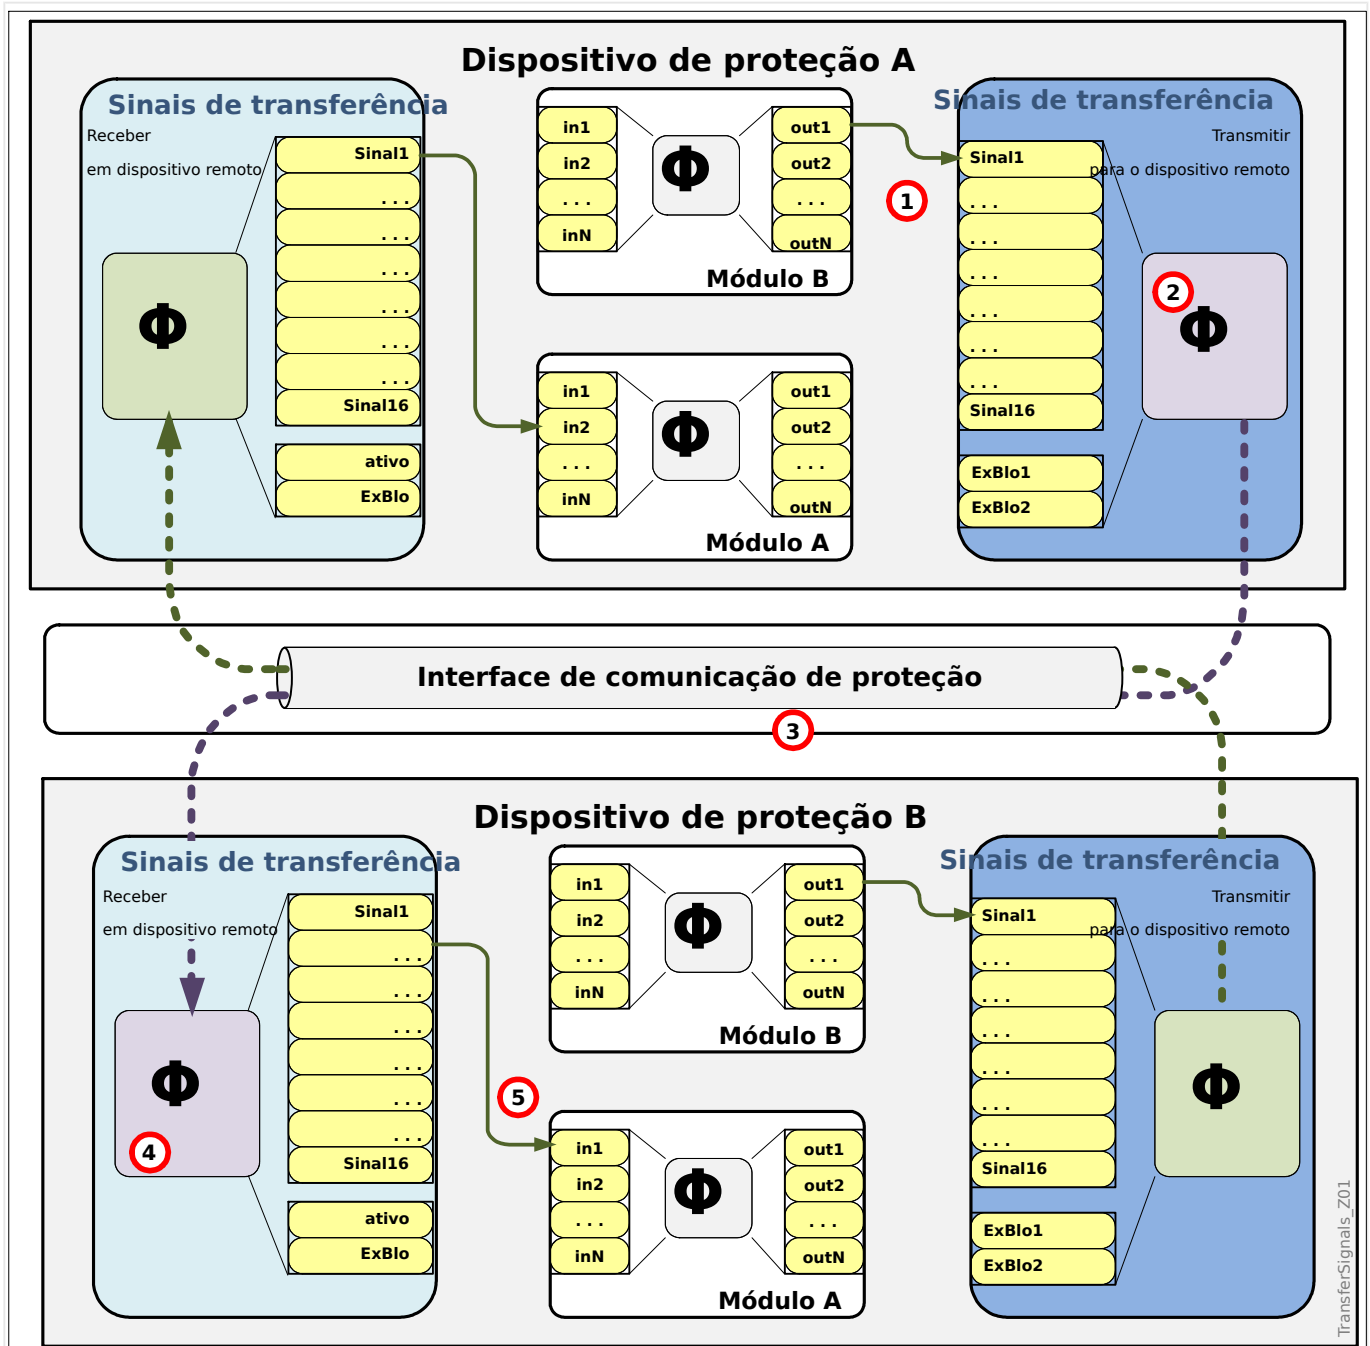 Dispositivo de proteção A
Sinais de transferência
Receber
em dispositivo remoto
Sinal1
. . .
. . .
. . .
. . .
. . .
. . .
Sinal16
ativo
ExBlo
in1
in2
. . .
inN
Φ
out1
out2
. . .
outN
Módulo B
in1
in2
. . .
inN
Φ
out1
out2
. . .
outN
Módulo A
Φ
1
Sinais de transferência
Transmitir
para o dispositivo remoto
Sinal1
. . .
. . .
. . .
. . .
. . .
. . .
Sinal16
ExBlo1
ExBlo2
2
Φ
Interface de comunicação de proteção
3
Dispositivo de proteção B
Sinais de transferência
Receber
em dispositivo remoto
Sinal1
. . .
. . .
. . .
. . .
. . .
. . .
Sinal16
ativo
ExBlo
Φ
4
5
in1
in2
. . .
inN
Φ
out1
out2
. . .
outN
Módulo B
in1
in2
. . .
inN
Φ
out1
out2
. . .
outN
Módulo A
Sinais de transferência
Transmitir
para o dispositivo remoto
Sinal1
. . .
. . .
. . .
. . .
. . .
. . .
Sinal16
ExBlo1
ExBlo2
Φ
TransferSignals_Z01